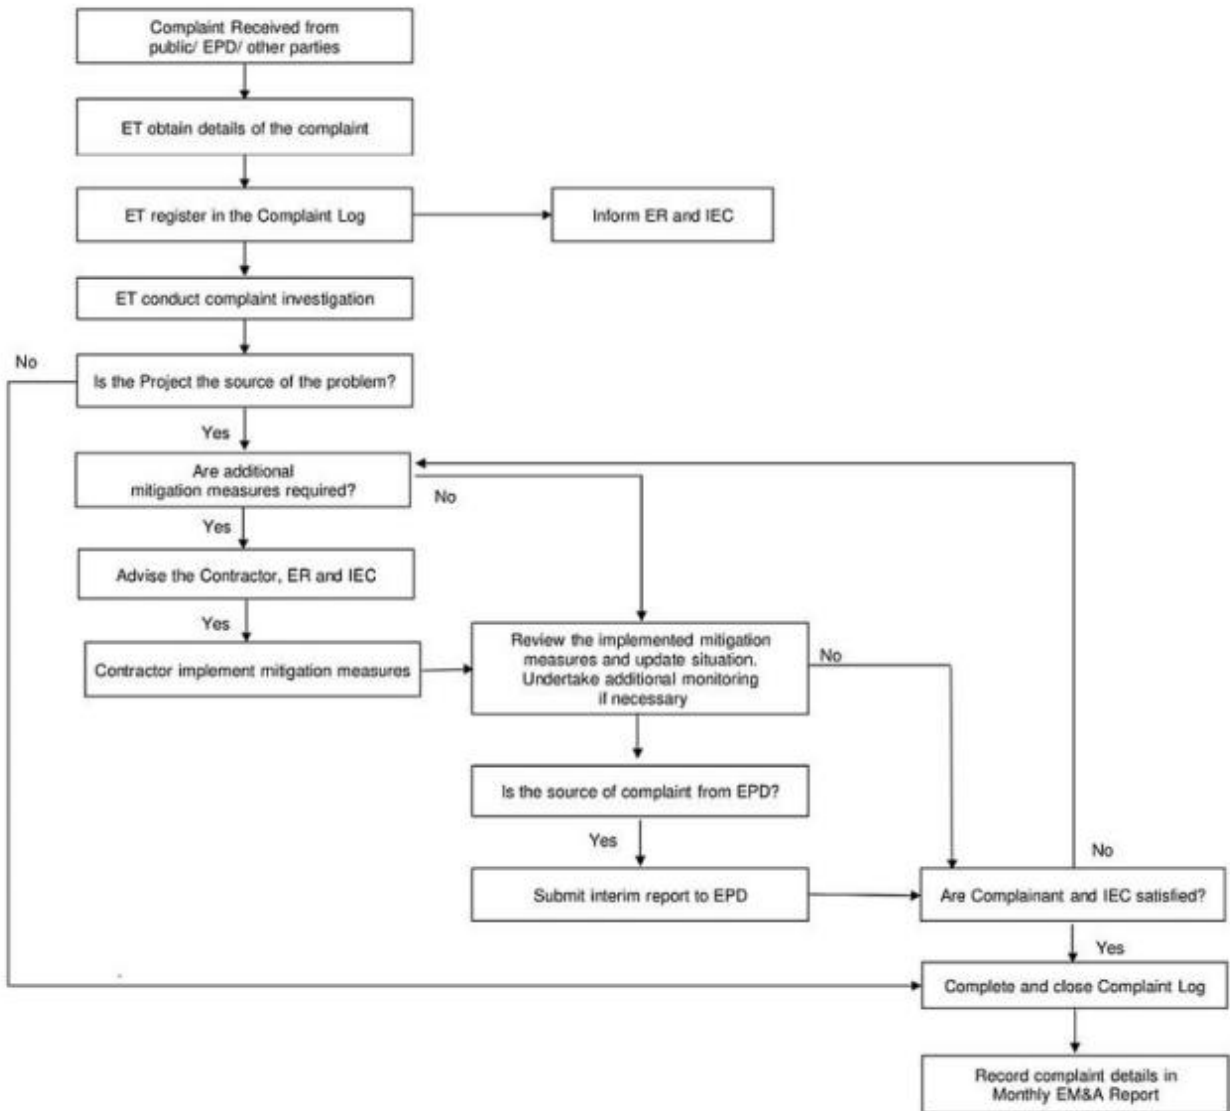 Complaint Received from
public/ EPD/ other parties
ET obtain details of the complaint
ET register in the Complaint Log
Inform ER and IEC
ET conduct complaint investigation
No
Is the Project the source of the problem?
Yes
Are additional
mitigation measures required?
No
Yes
Advise the Contractor, ER and IEC
Yes
Contractor implement mitigation measures
Review the implemented mitigation
measures and update situation.
Undertake additional monitoring
if necessary
No
Is the source of complaint from EPD?
Yes
No
Submit interim report to EPD
Are Complainant and IEC satisfied?
Yes
Complete and close Complaint Log
Record complaint details in
Monthly EM&A Report